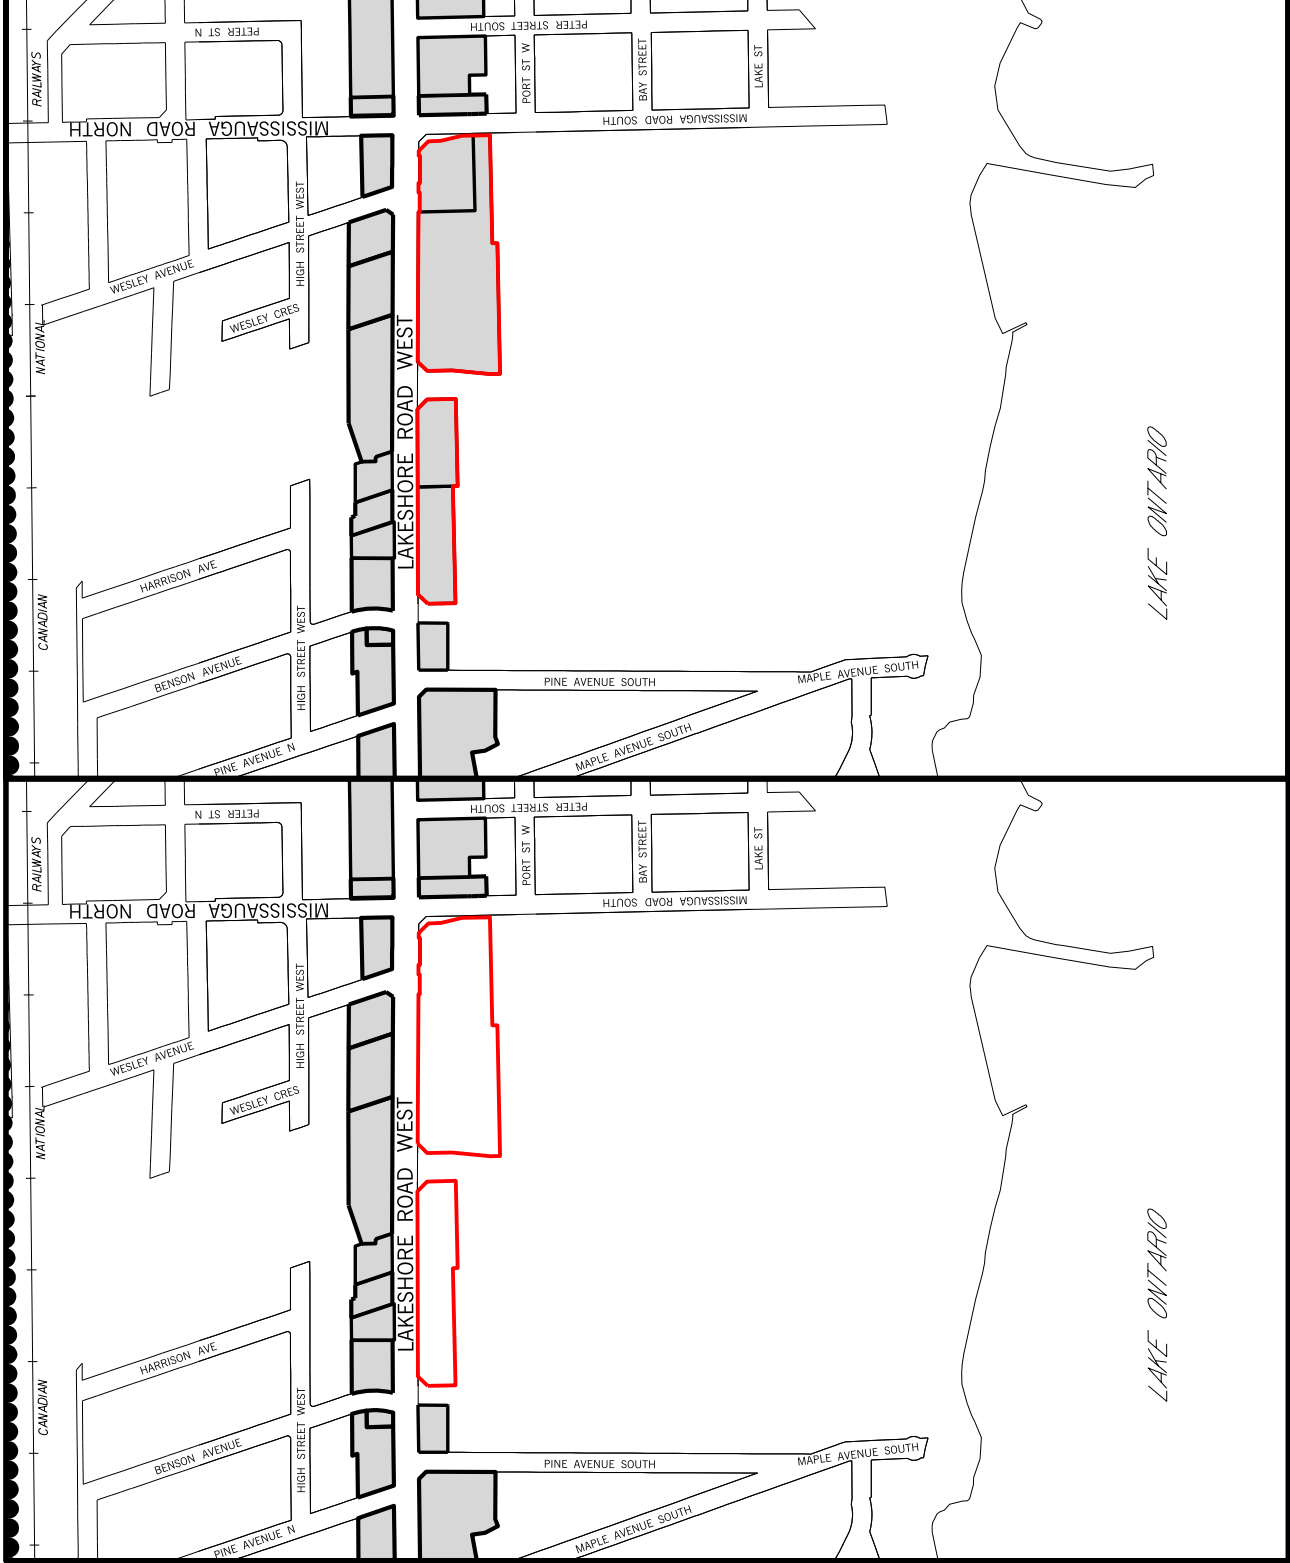 PETER ST N
PETER STREET SOUTH
RAILWAYS
PORT ST W
BAY STREET
LAKE ST
MISSISSAUGA ROAD NORTH
MISSISSAUGA ROAD SOUTH
HIGH STREET WEST
WESLEY AVENUE
WESLEY CRES
NATIONAL
LAKESHORE ROAD WEST
LAKE ONTARIO
HARRISON AVE
CANADIAN
HIGH STREET WEST
BENSON AVENUE
PINE AVENUE SOUTH
MAPLE AVENUE SOUTH
MAPLE AVENUE SOUTH
PINE AVENUE N
PETER ST N
PETER STREET SOUTH
RAILWAYS
PORT ST W
BAY STREET
LAKE ST
MISSISSAUGA ROAD NORTH
MISSISSAUGA ROAD SOUTH
HIGH STREET WEST
WESLEY AVENUE
WESLEY CRES
NATIONAL
LAKESHORE ROAD WEST
LAKE ONTARIO
HARRISON AVE
CANADIAN
HIGH STREET WEST
BENSON AVENUE
PINE AVENUE SOUTH
MAPLE AVENUE SOUTH
MAPLE AVENUE SOUTH
PINE AVENUE N